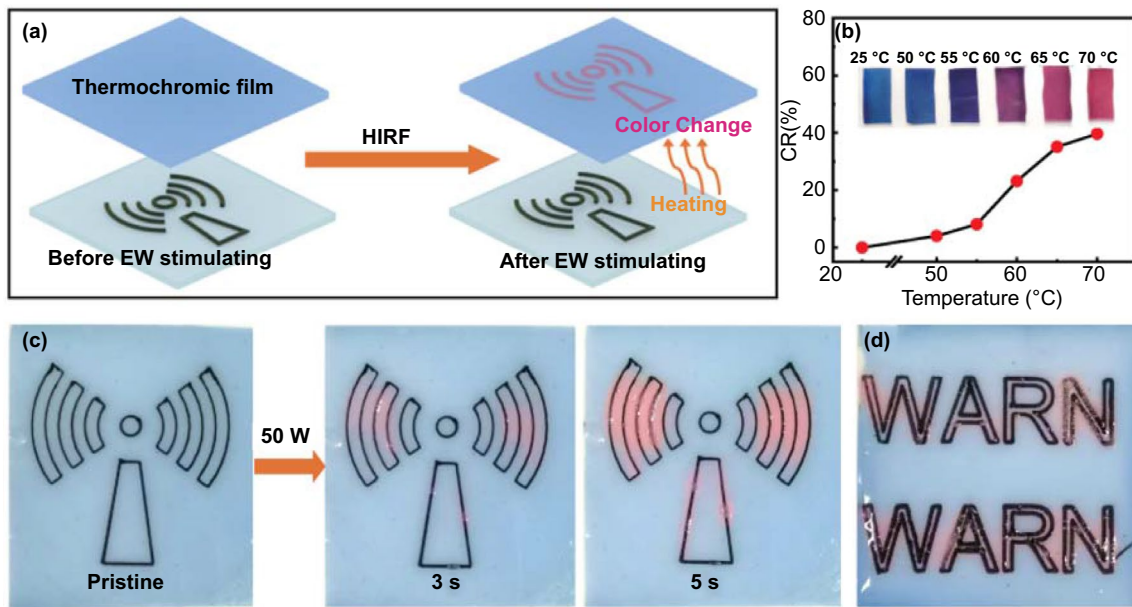 (a)
Thermochromic film
HIRF
Color Change
Heating
Before EW stimulating
After EW stimulating
(b)
80
60
40
20
0
CR(%)
25 °C 50 °C 55 °C 60 °C 65 °C 70 °C
20 50 60 70
Temperature (°C)
(c)
50 W
Pristine
3 s
5 s
(d)
WARN
WARN